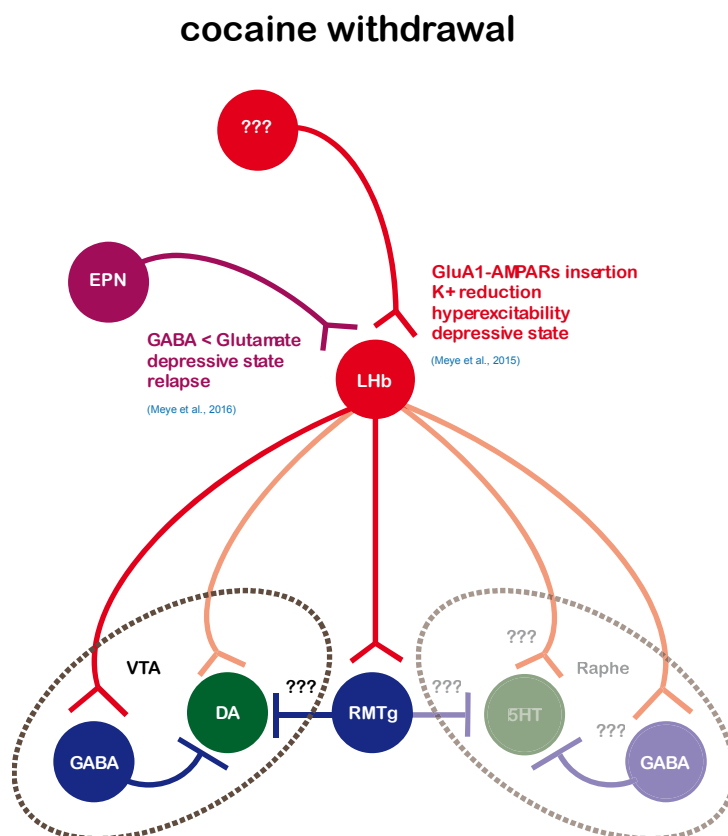 cocaine withdrawal
???
EPN
GluA1-AMPARs insertion
K+ reduction
hyperexcitability
depressive state
(Meye et al., 2015)
GABA < Glutamate
depressive state
relapse
(Meye et al., 2016)
LHb
???
VTA
Raphe
???
???
DA
RMTg
5HT
???
GABA
GABA